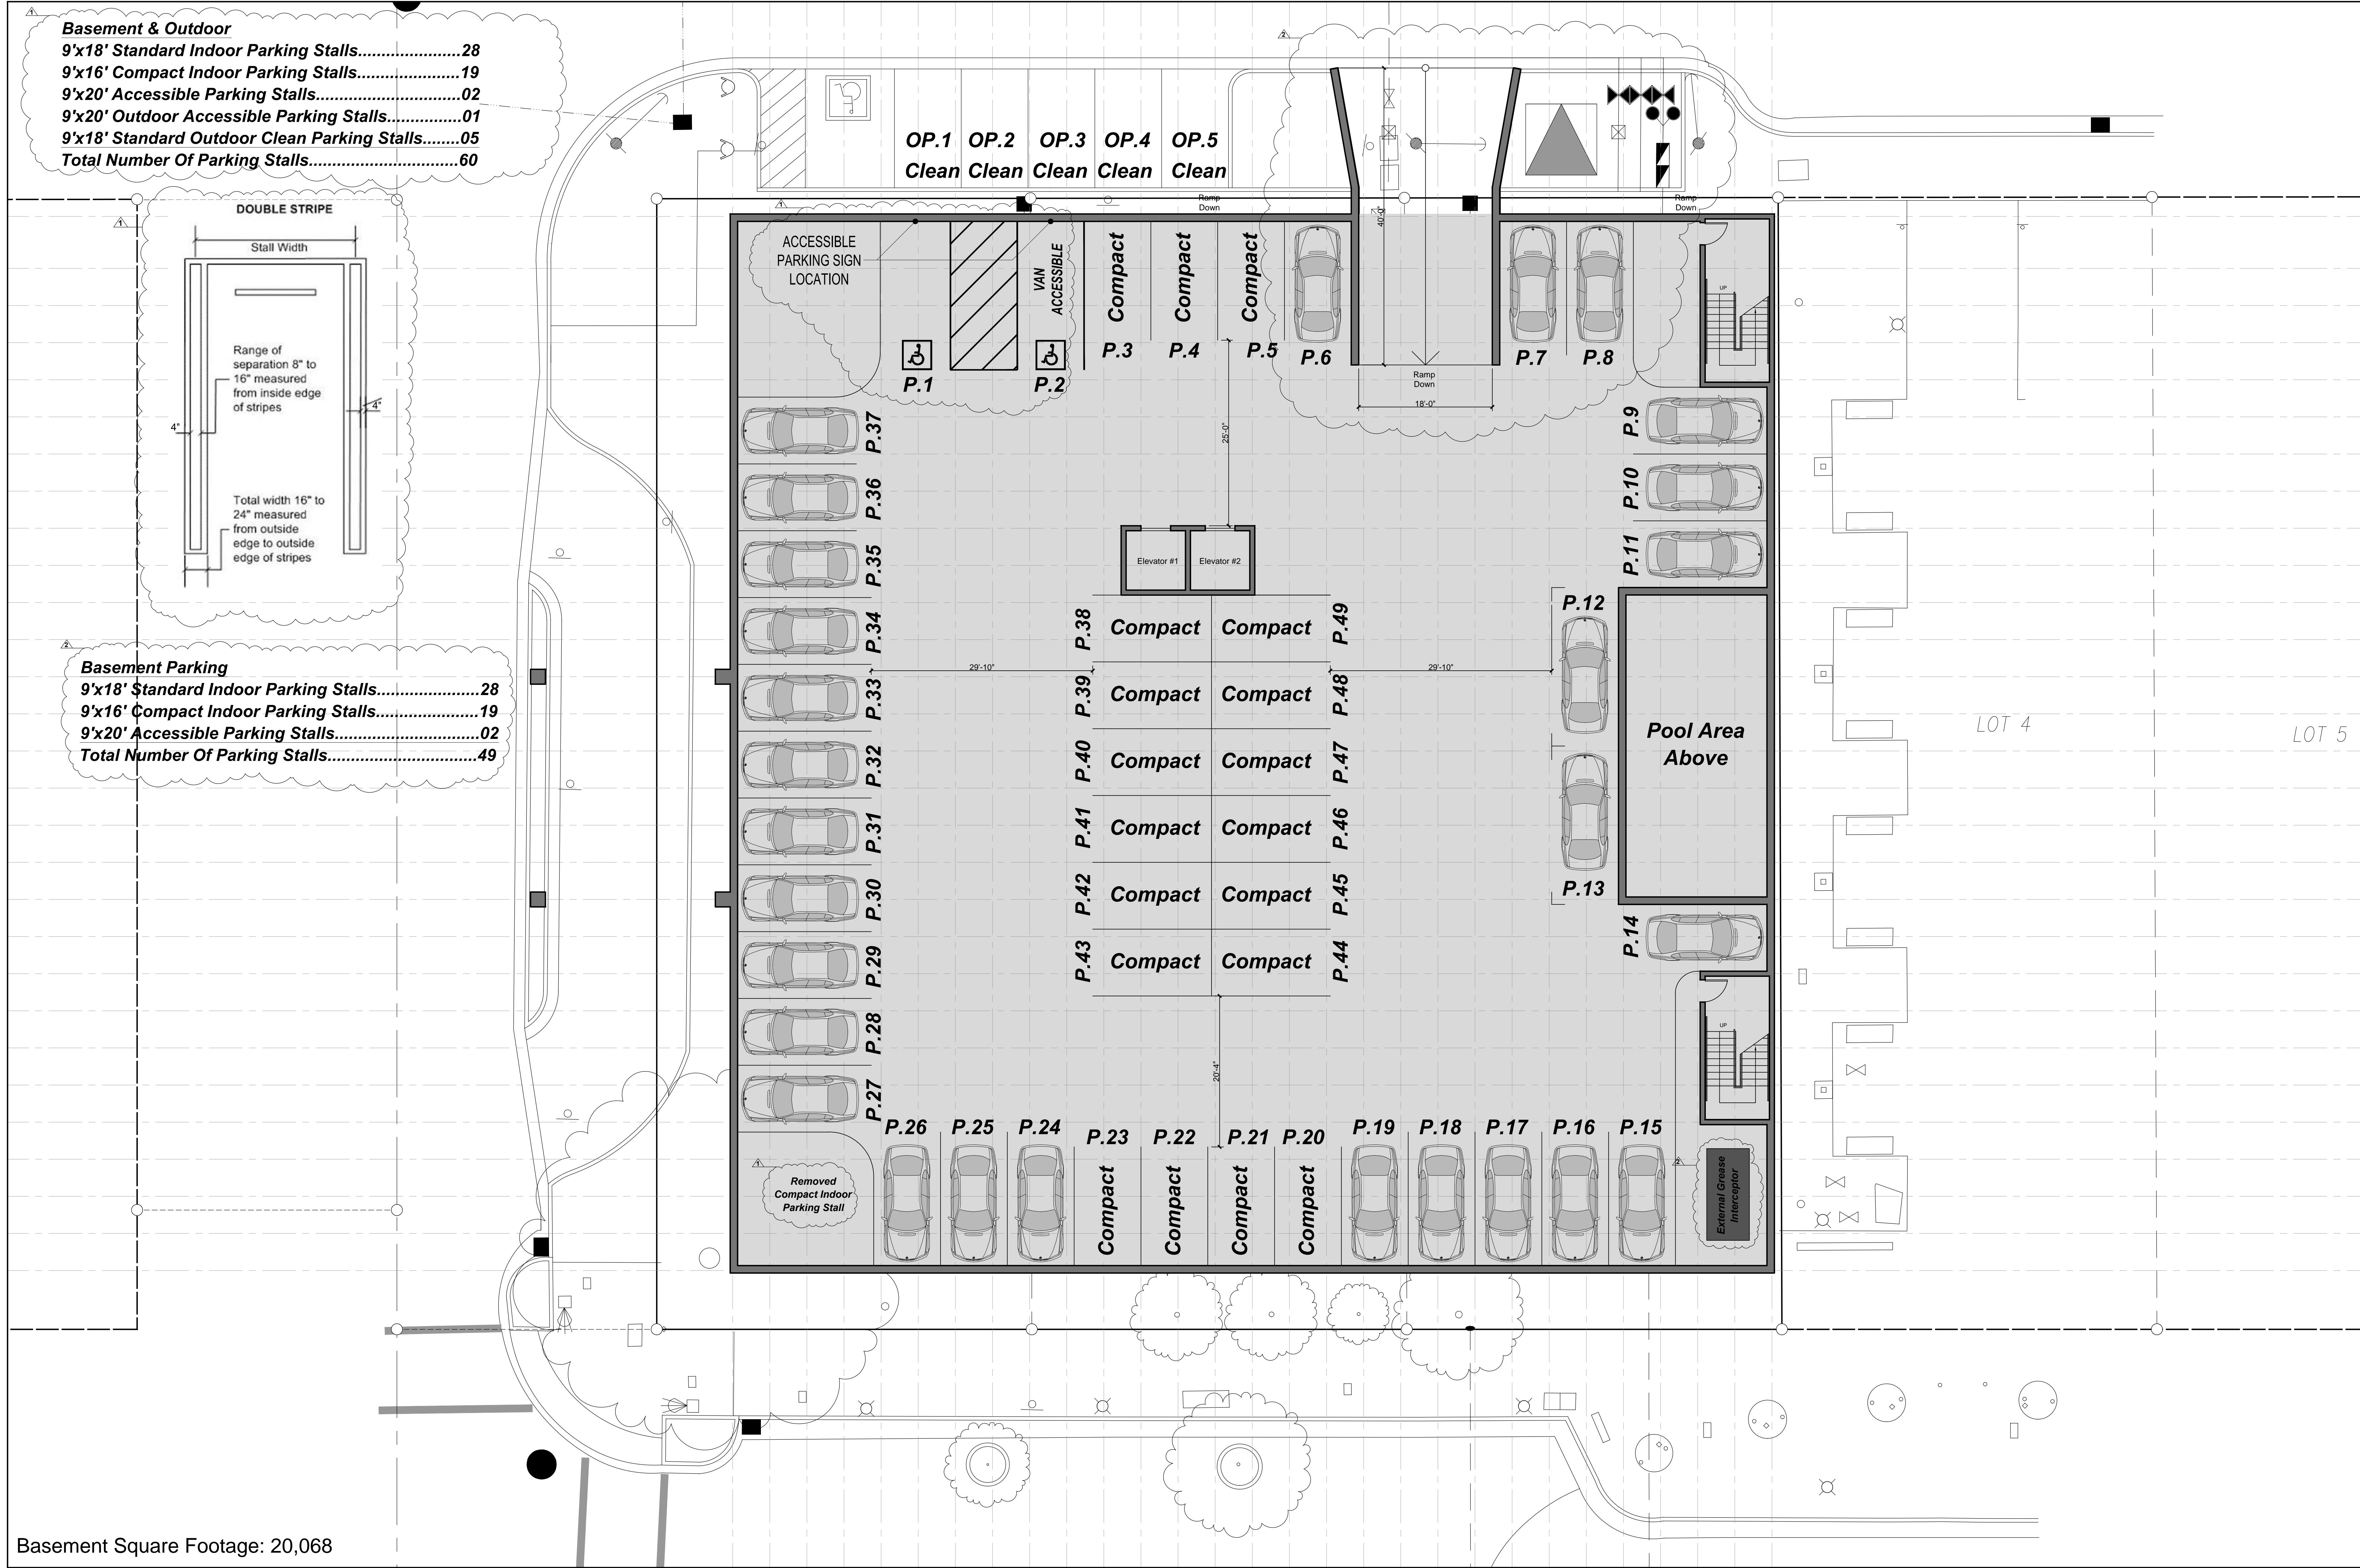 Basement & Outdoor
9'x18' Standard Indoor Parking Stalls......................28
9'x16' Compact Indoor Parking Stalls......................19
9'x20' Accessible Parking Stalls...............................02
9'x20' Outdoor Accessible Parking Stalls................01
9'x18' Standard Outdoor Clean Parking Stalls........05
Total Number Of Parking Stalls................................60
1
2
OP.1 OP.2 OP.3 OP.4 OP.5
Clean Clean Clean Clean Clean
Ramp
Down
Ramp
Down
1
DOUBLE STRIPE
Stall Width
Range of
separation 8" to
16" measured
from inside edge
of stripes
4"
4"
Total width 16" to
24" measured
from outside
edge to outside
edge of stripes
1
ACCESSIBLE
PARKING SIGN
LOCATION
VAN
ACCESSIBLE
Compact
Compact
Compact
40'-0"
UP
P.1
P.2
P.3
P.4
P.5
P.6
P.7
P.8
Ramp
Down
18'-0"
25'-0"
P.37
P.36
P.35
P.34
P.33
P.32
P.31
P.30
P.29
P.28
P.27
P.9
P.10
P.11
Elevator #1
Elevator #2
P.12
P.13
P.14
Pool Area
Above
P.38 Compact Compact P.49
29'-10"
29'-10"
P.39 Compact Compact P.48
P.40 Compact Compact P.47
P.41 Compact Compact P.46
P.42 Compact Compact P.45
P.43 Compact Compact P.44
2
Basement Parking
9'x18' Standard Indoor Parking Stalls......................28
9'x16' Compact Indoor Parking Stalls......................19
9'x20' Accessible Parking Stalls...............................02
Total Number Of Parking Stalls................................49
LOT 4
LOT 5
UP
20'-4"
P.26 P.25 P.24 P.23 P.22 P.21 P.20 P.19 P.18 P.17 P.16 P.15
Compact
Compact
Compact
Compact
1
Removed
Compact Indoor
Parking Stall
2
External Grease
Interceptor
Basement Square Footage: 20,068